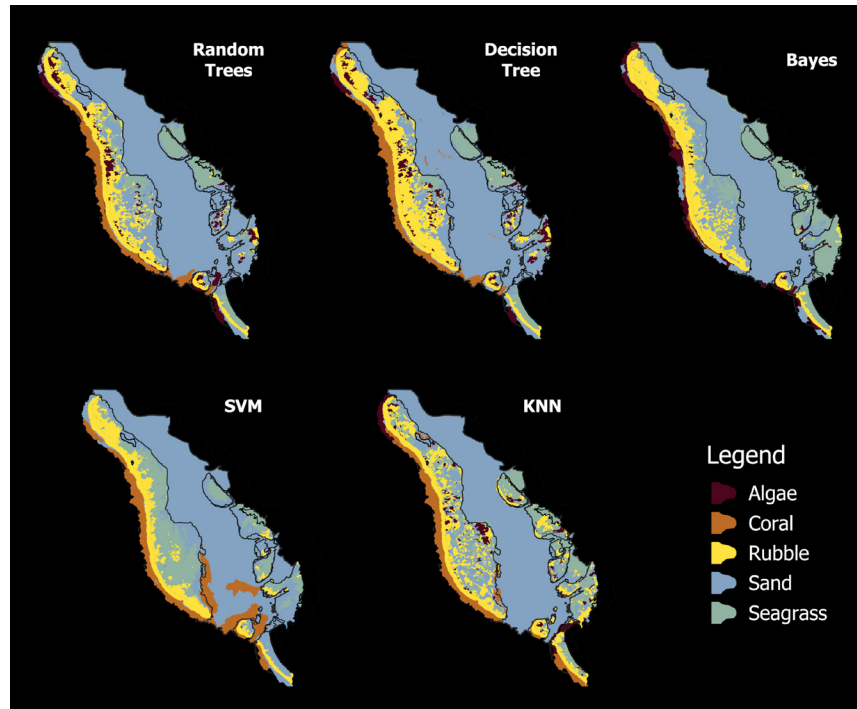 Random
Trees
Decision
Tree
Bayes
SVM
KNN
Legend
Algae
Coral
Rubble
Sand
Seagrass